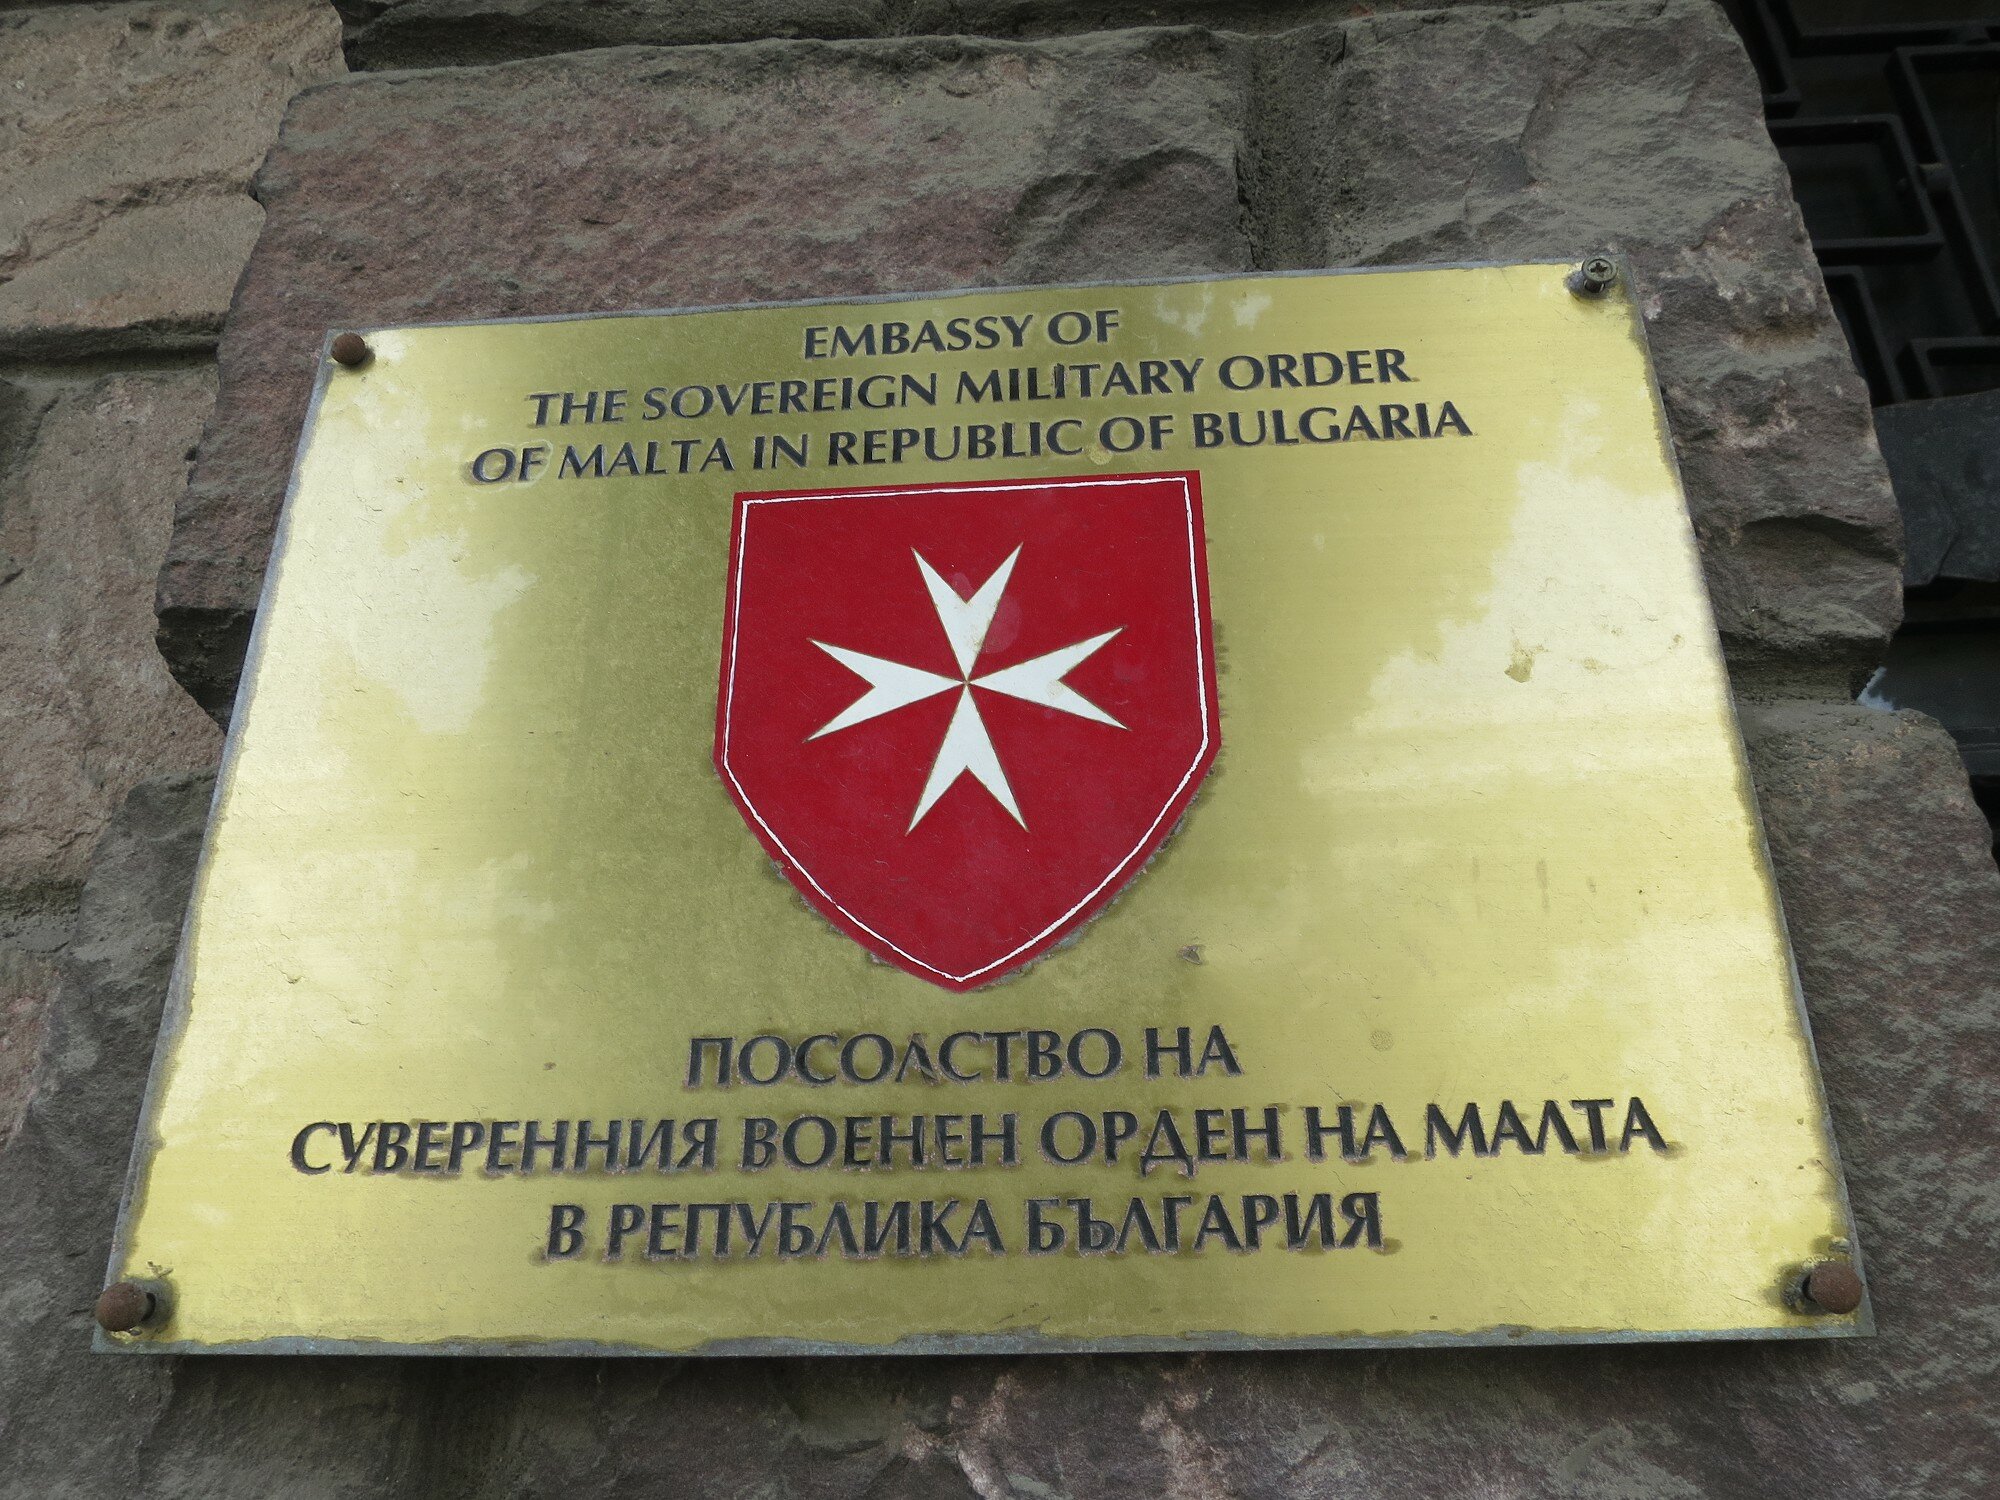 EMBASSY OF
THE SOVEREIGN MILITARY ORDER
OF MALTA IN REPUBLIC OF BULGARIA
ПОСОЛСТВО НА
СУВЕРЕННИЯ ВОЕНЕН ОРДЕН НА МАЛТА
В РЕПУБЛИКА БЪЛГАРИЯ